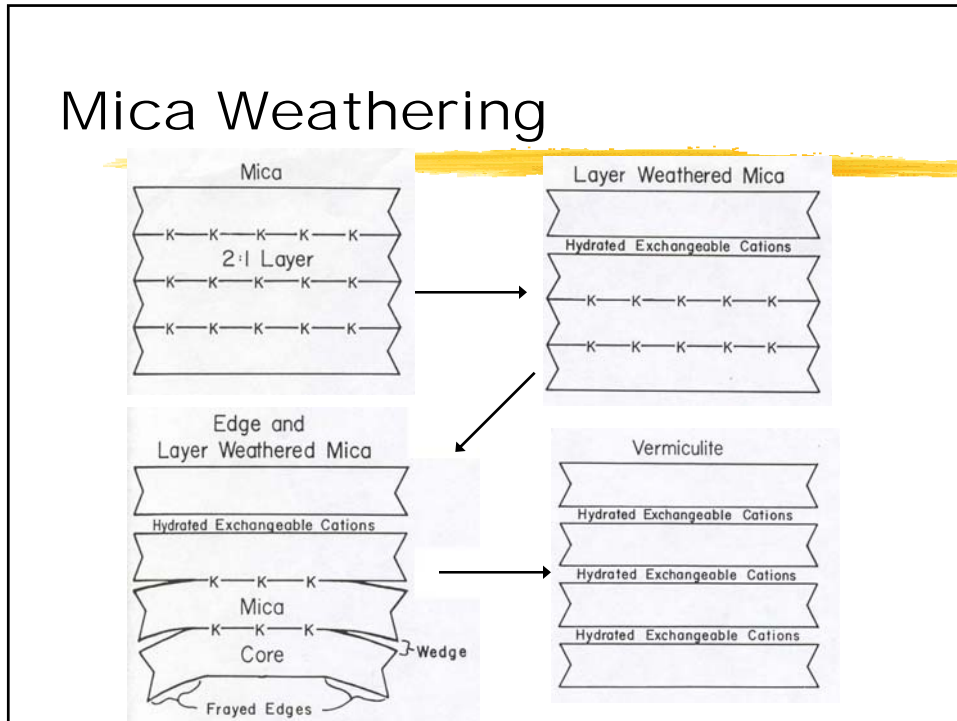 Mica Weathering
Mica
K K K K K
2:1 Layer
K K K K K
K K K K K
Layer Weathered Mica
Hydrated Exchangeable Cations
K K K K K
K K K K K
Edge and
Layer Weathered Mica
Hydrated Exchangeable Cations
K K K
Mica
K K K
Core
Wedge
Frayed Edges
Vermiculite
Hydrated Exchangeable Cations
Hydrated Exchangeable Cations
Hydrated Exchangeable Cations